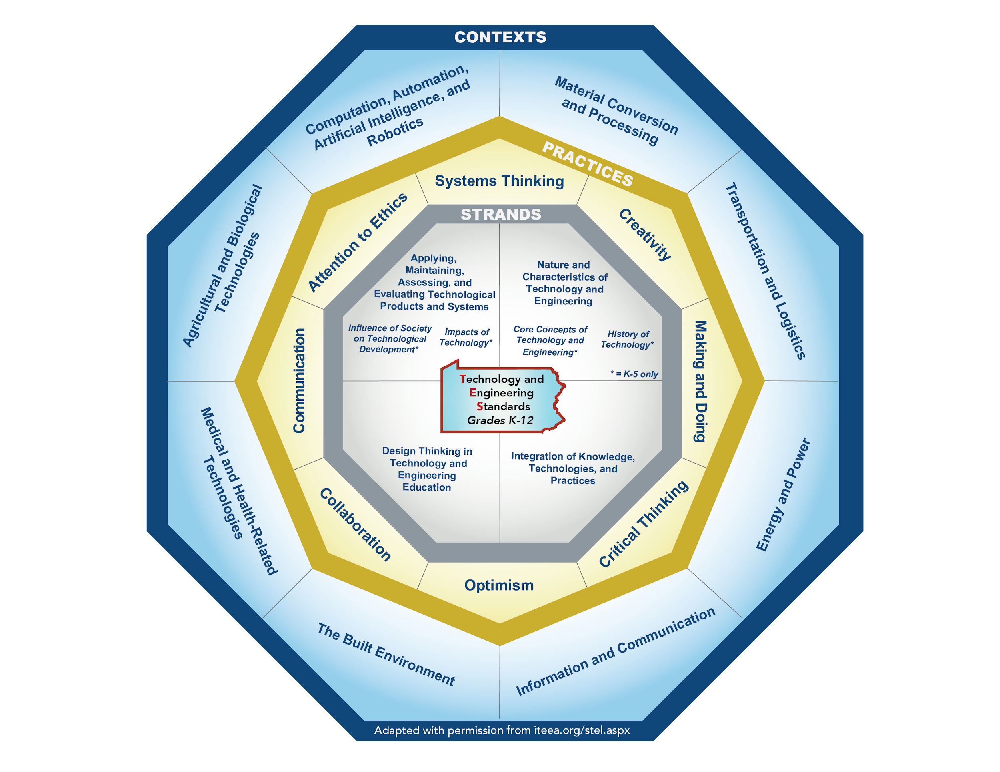 CONTEXTS
Computation, Automation,
Artificial Intelligence, and
Robotics
Material Conversion
and Processing
Transportation and Logistics
Energy and Power
Information and Communication
The Built Environment
Medical and Health-Related
Technologies
Agricultural and Biological
Technologies
PRACTICES
Systems Thinking
Creativity
Making and Doing
Critical Thinking
Optimism
Collaboration
Communication
Attention to Ethics
STRANDS
Applying,
Maintaining,
Assessing, and
Evaluating Technological
Products and Systems
Influence of Society
on Technological
Development*
Impacts of
Technology*
Nature and
Characteristics of
Technology and
Engineering
Core Concepts of
Technology and
Engineering*
History of
Technology*
* = K-5 only
Technology and
Engineering
Standards
Grades K-12
Design Thinking in
Technology and
Engineering
Education
Integration of Knowledge,
Technologies, and
Practices
Adapted with permission from iteea.org/stel.aspx